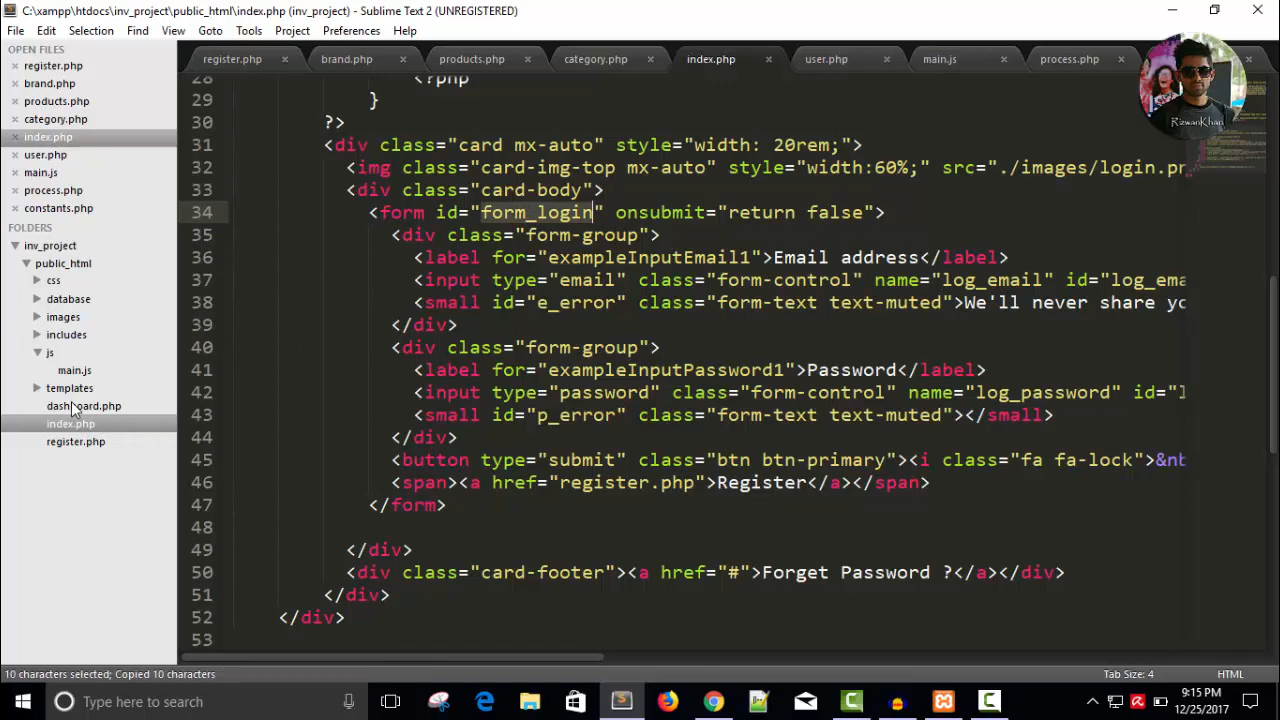 C:\xampp\htdocs\inv_project\public_html\index.php (inv_project) - Sublime Text 2 (UNREGISTERED)
File Edit Selection Find View Goto Tools Project Preferences Help
OPEN FILES
register.php
brand.php
products.php
category.php
index.php
user.php
main.js
process.php
constants.php
FOLDERS
inv_project
public_html
css
database
images
includes
js
main.js
templates
dashboard.php
index.php
register.php
register.php brand.php products.php category.php index.php user.php main.js process.php
RizwanKhan
28 <?php
29 }
30 ?>
31 <div class="card mx-auto" style="width: 20rem;">
32 <img class="card-img-top mx-auto" style="width:60%;" src="./images/login.pn
33 <div class="card-body">
34 <form id="form_login" onsubmit="return false">
35 <div class="form-group">
36 <label for="exampleInputEmail1">Email address</label>
37 <input type="email" class="form-control" name="log_email" id="log_ema
38 <small id="e_error" class="form-text text-muted">We'll never share yo
39 </div>
40 <div class="form-group">
41 <label for="exampleInputPassword1">Password</label>
42 <input type="password" class="form-control" name="log_password" id="l
43 <small id="p_error" class="form-text text-muted"></small>
44 </div>
45 <button type="submit" class="btn btn-primary"><i class="fa fa-lock">&nb
46 <span><a href="register.php">Register</a></span>
47 </form>
48
49 </div>
50 <div class="card-footer"><a href="#">Forget Password ?</a></div>
51 </div>
52 </div>
53
10 characters selected; Copied 10 characters Tab Size: 4 HTML
Type here to search
9:15 PM
12/25/2017